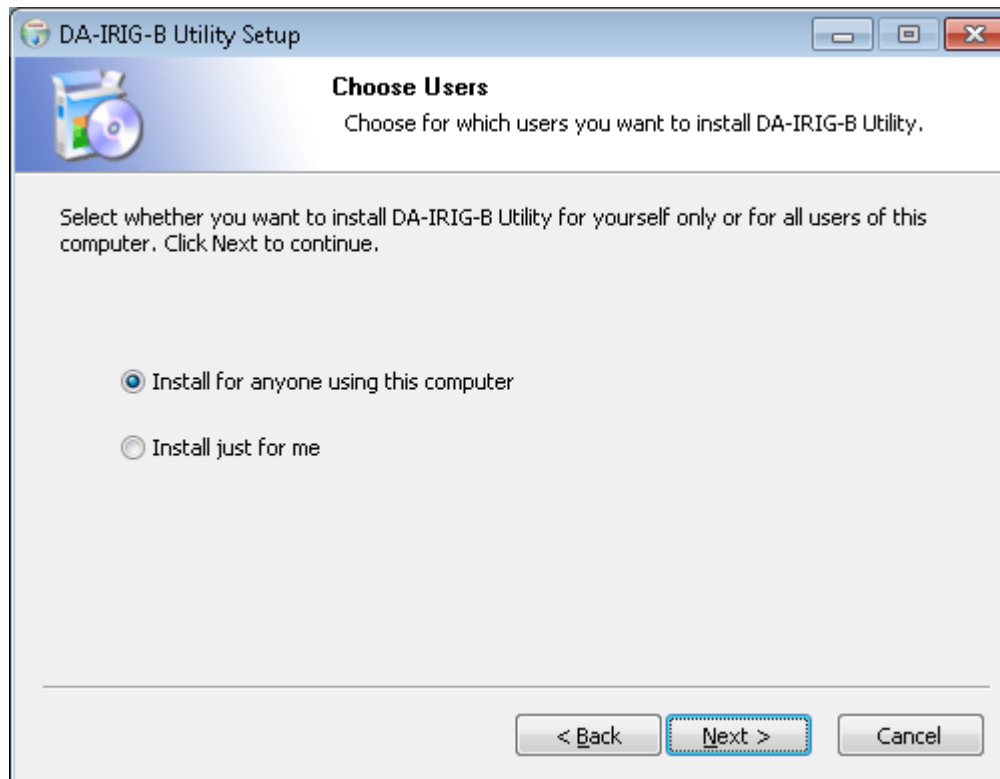 DA-IRIG-B Utility Setup
Choose Users
Choose for which users you want to install DA-IRIG-B Utility.
Select whether you want to install DA-IRIG-B Utility for yourself only or for all users of this
computer. Click Next to continue.
Install for anyone using this computer
Install just for me
< Back
Next >
Cancel